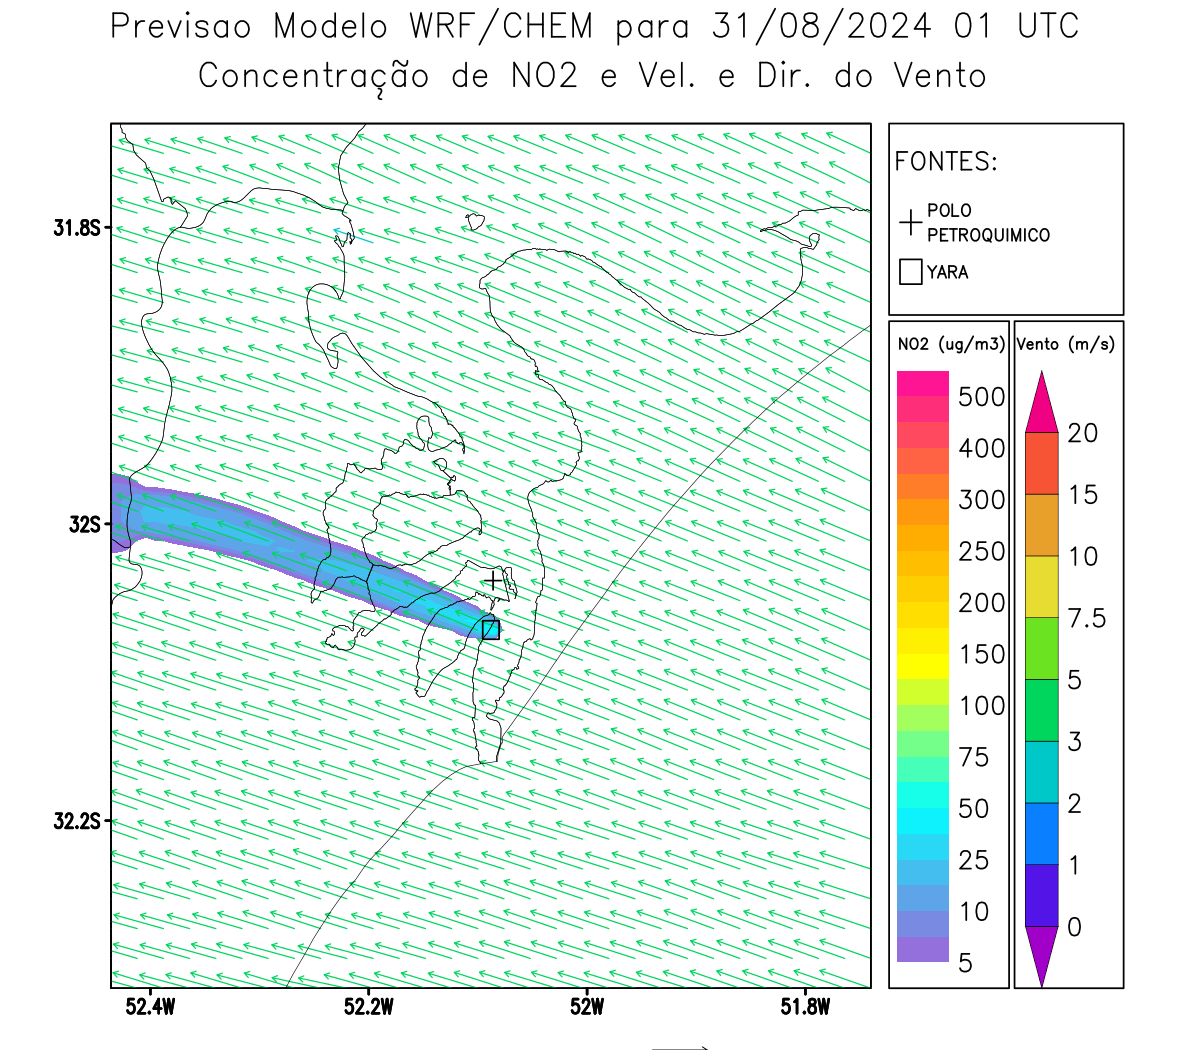 Previsao Modelo WRF/CHEM para 31/08/2024 01 UTC
Concentração de NO2 e Vel. e Dir. do Vento
FONTES:
POLO
PETROQUIMICO
YARA
NO2 (ug/m3)
500
400
300
250
200
150
100
75
50
25
10
5
Vento (m/s)
20
15
10
7.5
5
3
2
1
0
31.8S
32S
32.2S
52.4W 52.2W 52W 51.8W